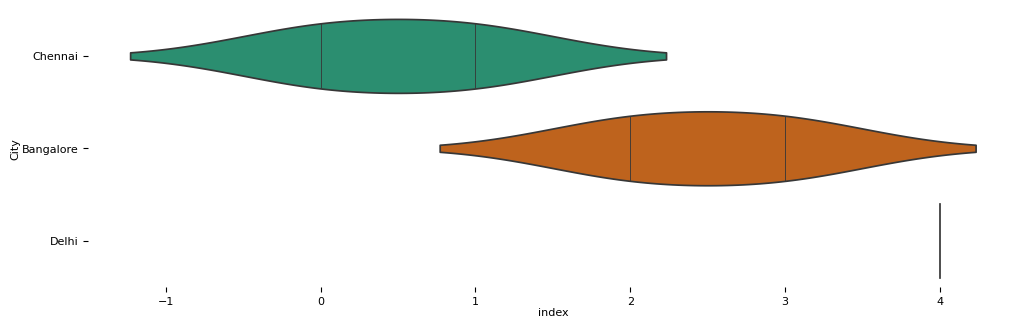 Chennai
City
Bangalore
Delhi
−1 0 1 2 3 4
index